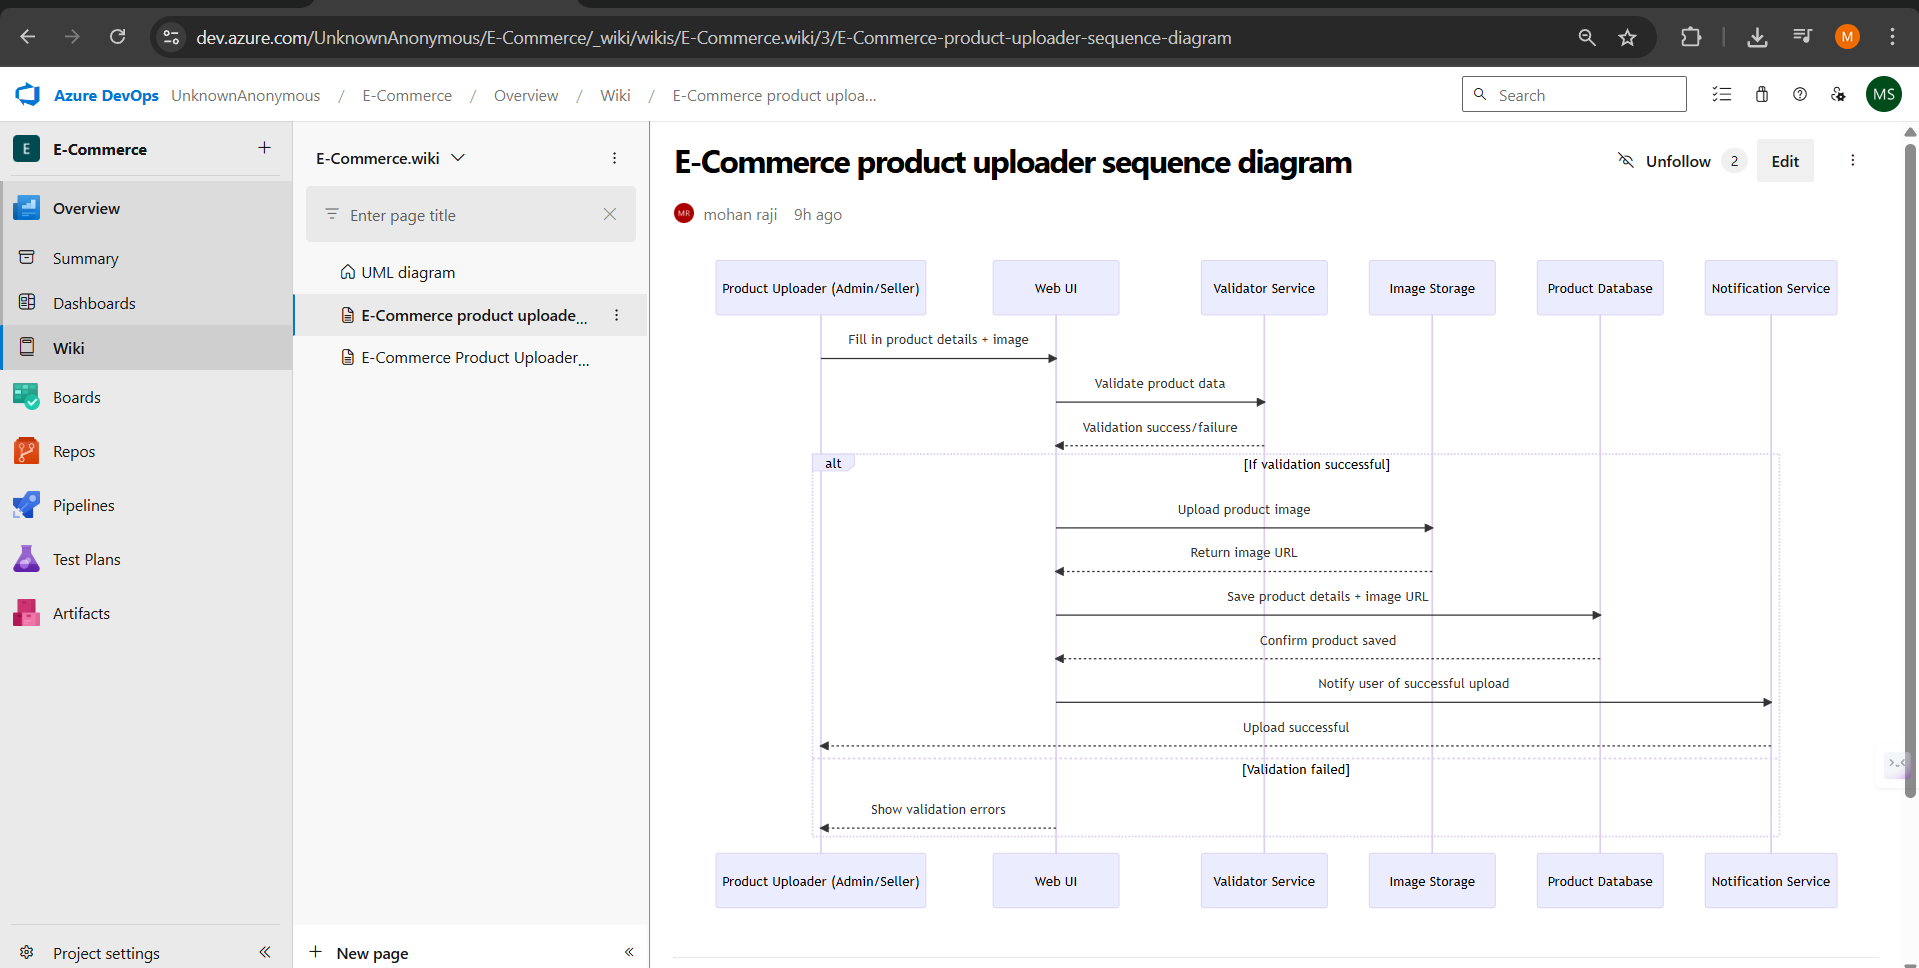 dev.azure.com/UnknownAnonymous/E-Commerce/_wiki/wikis/E-Commerce.wiki/3/E-Commerce-product-uploader-sequence-diagram
M
Azure DevOps UnknownAnonymous / E-Commerce / Overview / Wiki / E-Commerce product uploa...
Search
MS
E E-Commerce
Overview
Summary
Dashboards
Wiki
Boards
Repos
Pipelines
Test Plans
Artifacts
Project settings
E-Commerce.wiki
Enter page title
UML diagram
E-Commerce product uploade...
E-Commerce Product Uploader...
New page
E-Commerce product uploader sequence diagram
Unfollow 2 Edit
MR mohan raji 9h ago
Product Uploader (Admin/Seller) Web UI Validator Service Image Storage Product Database Notification Service
Fill in product details + image
Validate product data
Validation success/failure
alt [If validation successful]
Upload product image
Return image URL
Save product details + image URL
Confirm product saved
Notify user of successful upload
Upload successful
[Validation failed]
Show validation errors
Product Uploader (Admin/Seller) Web UI Validator Service Image Storage Product Database Notification Service